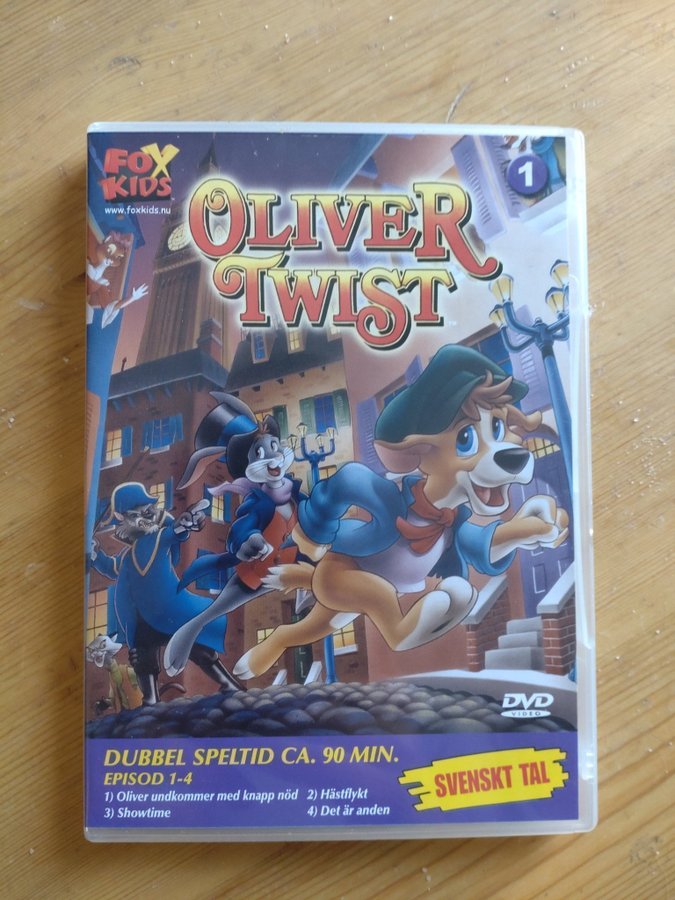 FOX
KIDS
www.foxkids.nu
1
OLIVER
TWIST™
DVD
VIDEO
DUBBEL SPELTID CA. 90 MIN.
EPISOD 1-4
1) Oliver undkommer med knapp nöd 2) Hästflykt
3) Showtime 4) Det är anden
SVENSKT TAL